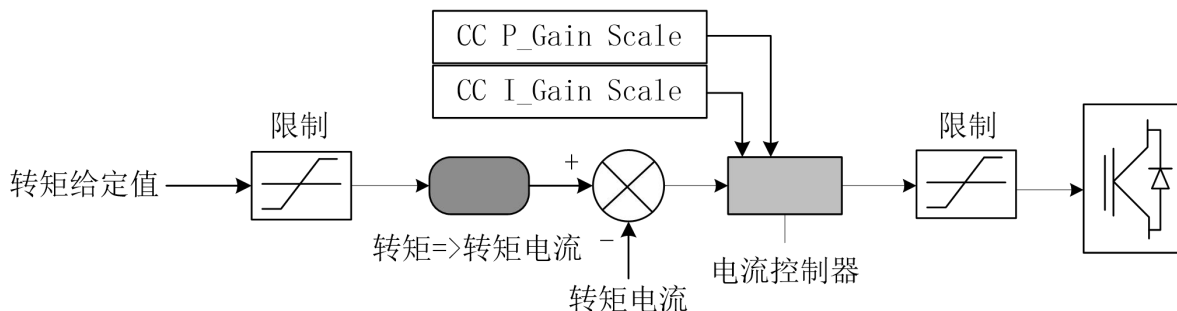 CC P_Gain Scale
CC I_Gain Scale
限制
限制
转矩给定值
+
转矩=>转矩电流
-
转矩电流
电流控制器